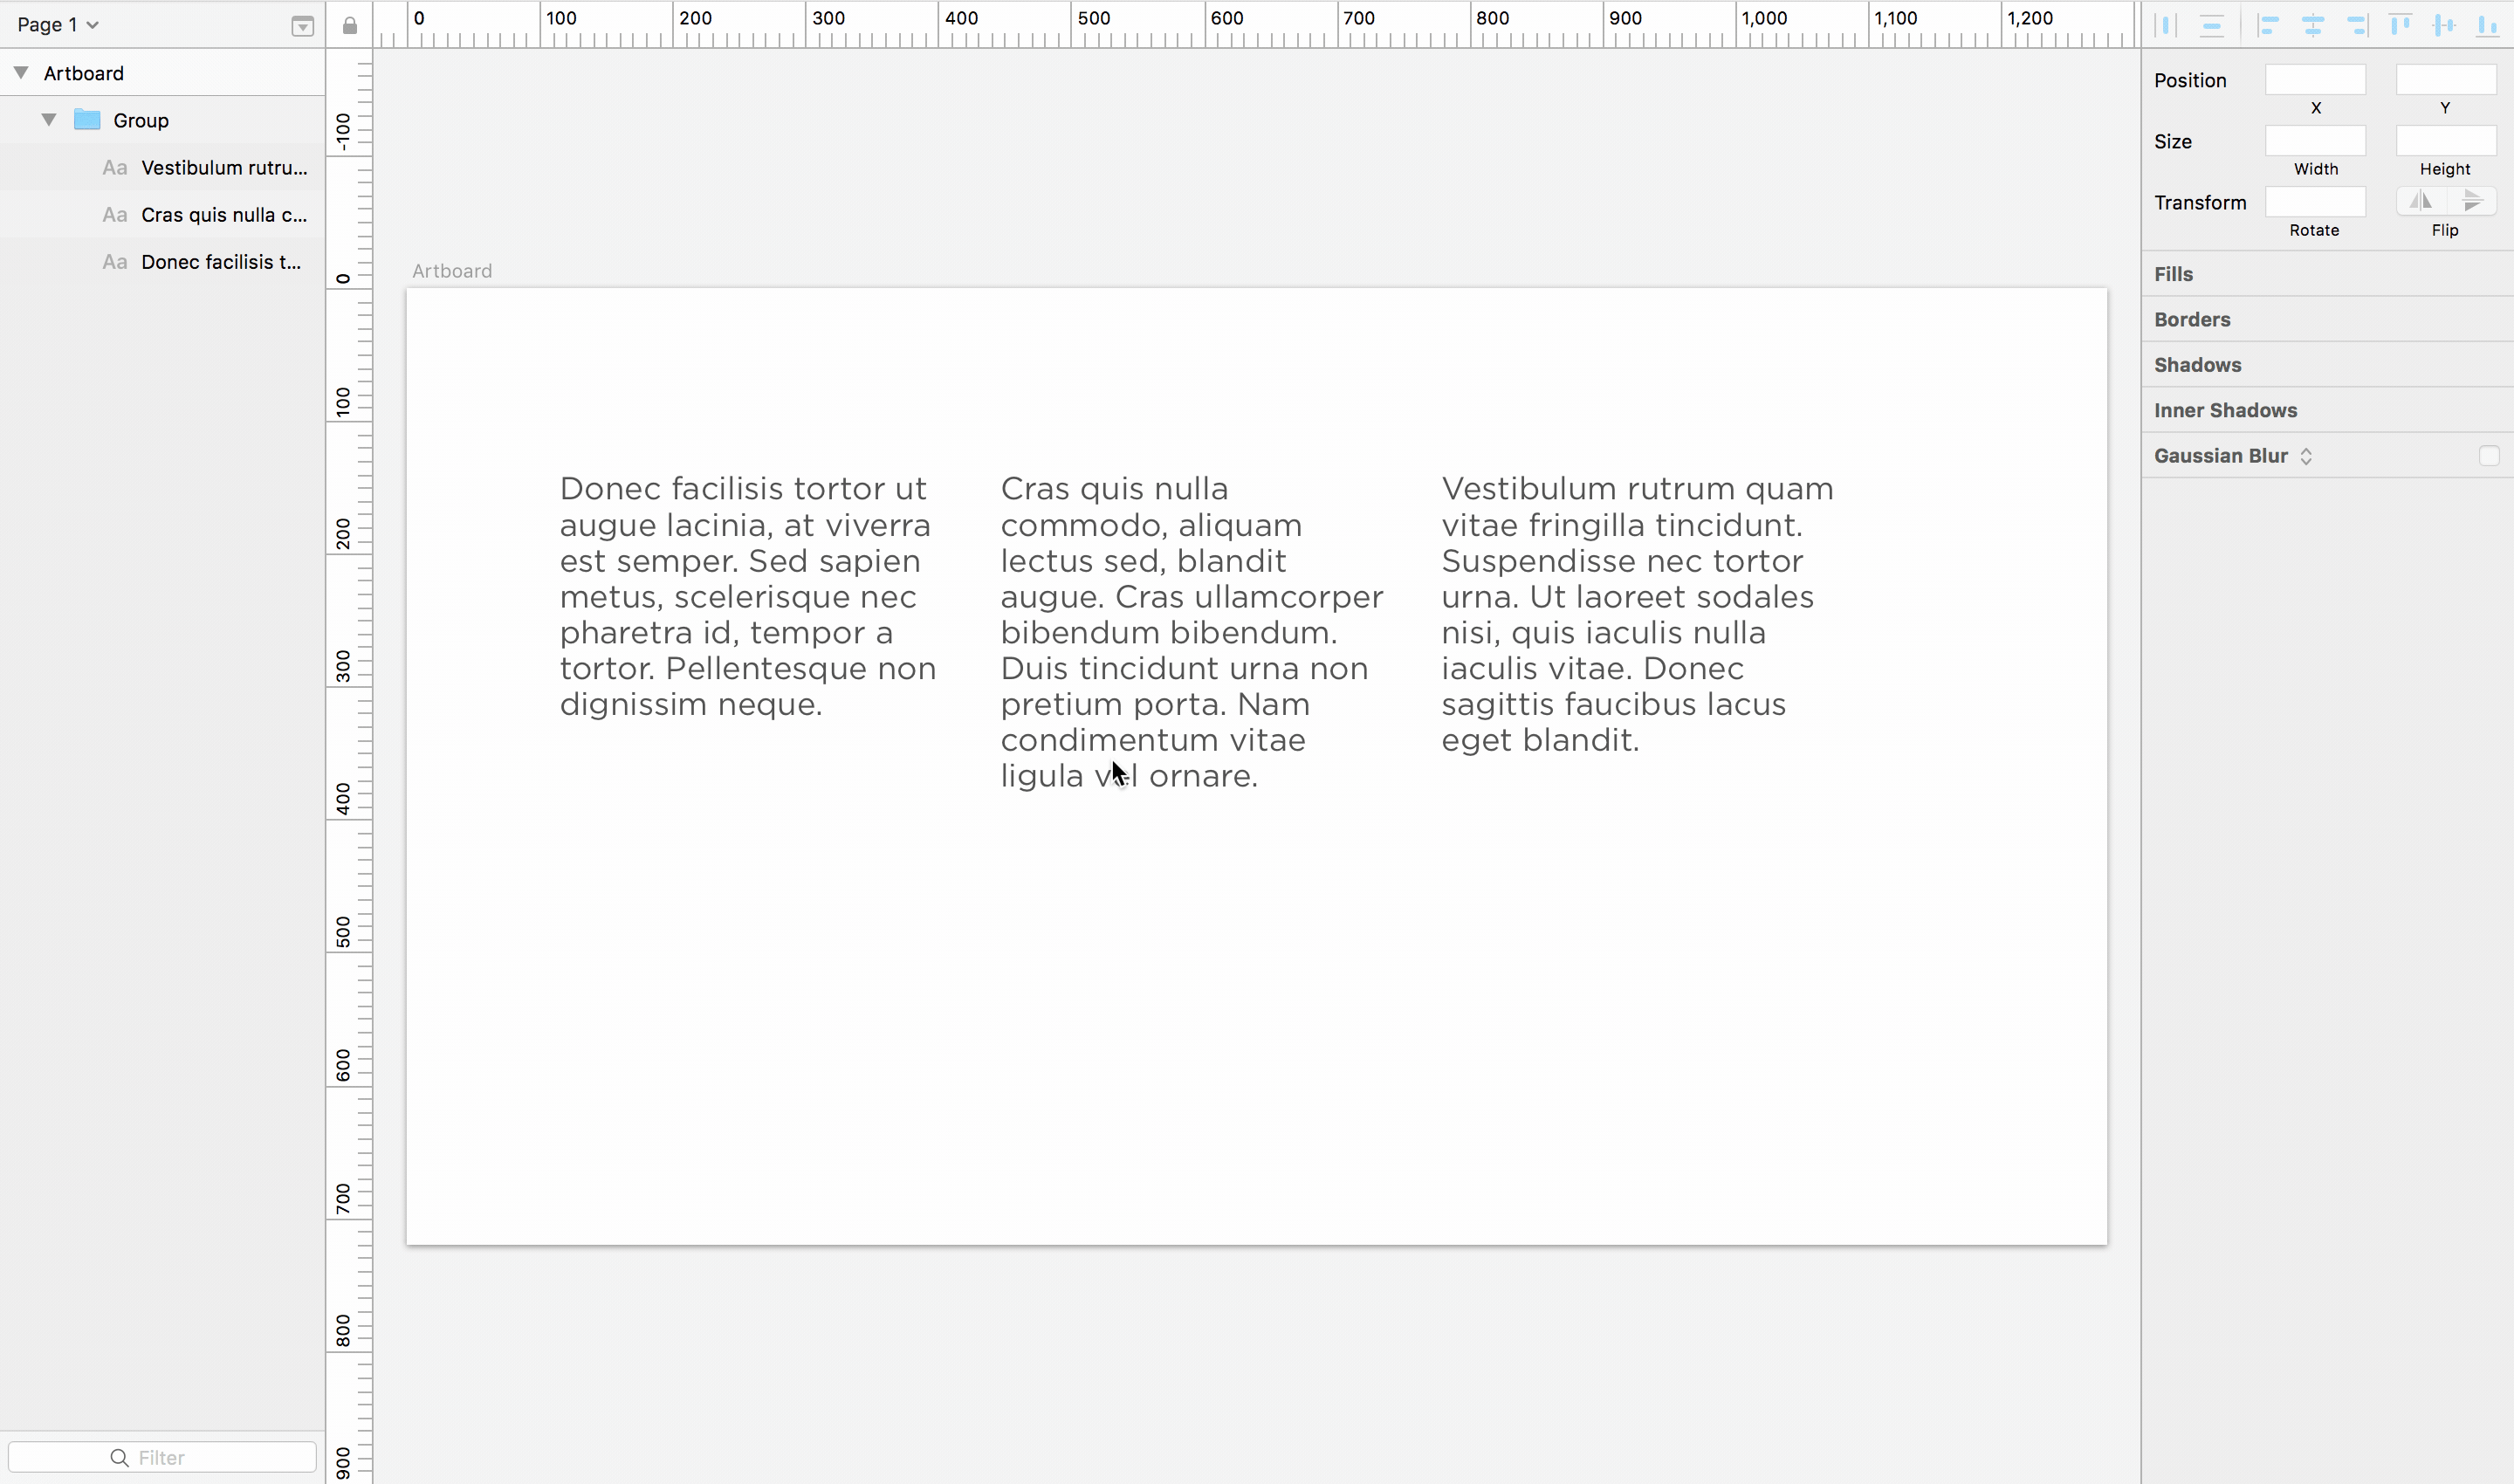 Page 1
0 100 200 300 400 500 600 700 800 900 1,000 1,100 1,200
Artboard
Group
Aa Vestibulum rutru...
Aa Cras quis nulla c...
Aa Donec facilisis t...
Filter
-100
0
100
200
300
400
500
600
700
800
900
Artboard
Donec facilisis tortor ut
augue lacinia, at viverra
est semper. Sed sapien
metus, scelerisque nec
pharetra id, tempor a
tortor. Pellentesque non
dignissim neque.
Cras quis nulla
commodo, aliquam
lectus sed, blandit
augue. Cras ullamcorper
bibendum bibendum.
Duis tincidunt urna non
pretium porta. Nam
condimentum vitae
ligula vel ornare.
Vestibulum rutrum quam
vitae fringilla tincidunt.
Suspendisse nec tortor
urna. Ut laoreet sodales
nisi, quis iaculis nulla
iaculis vitae. Donec
sagittis faucibus lacus
eget blandit.
Position
X Y
Size
Width Height
Transform
Rotate Flip
Fills
Borders
Shadows
Inner Shadows
Gaussian Blur